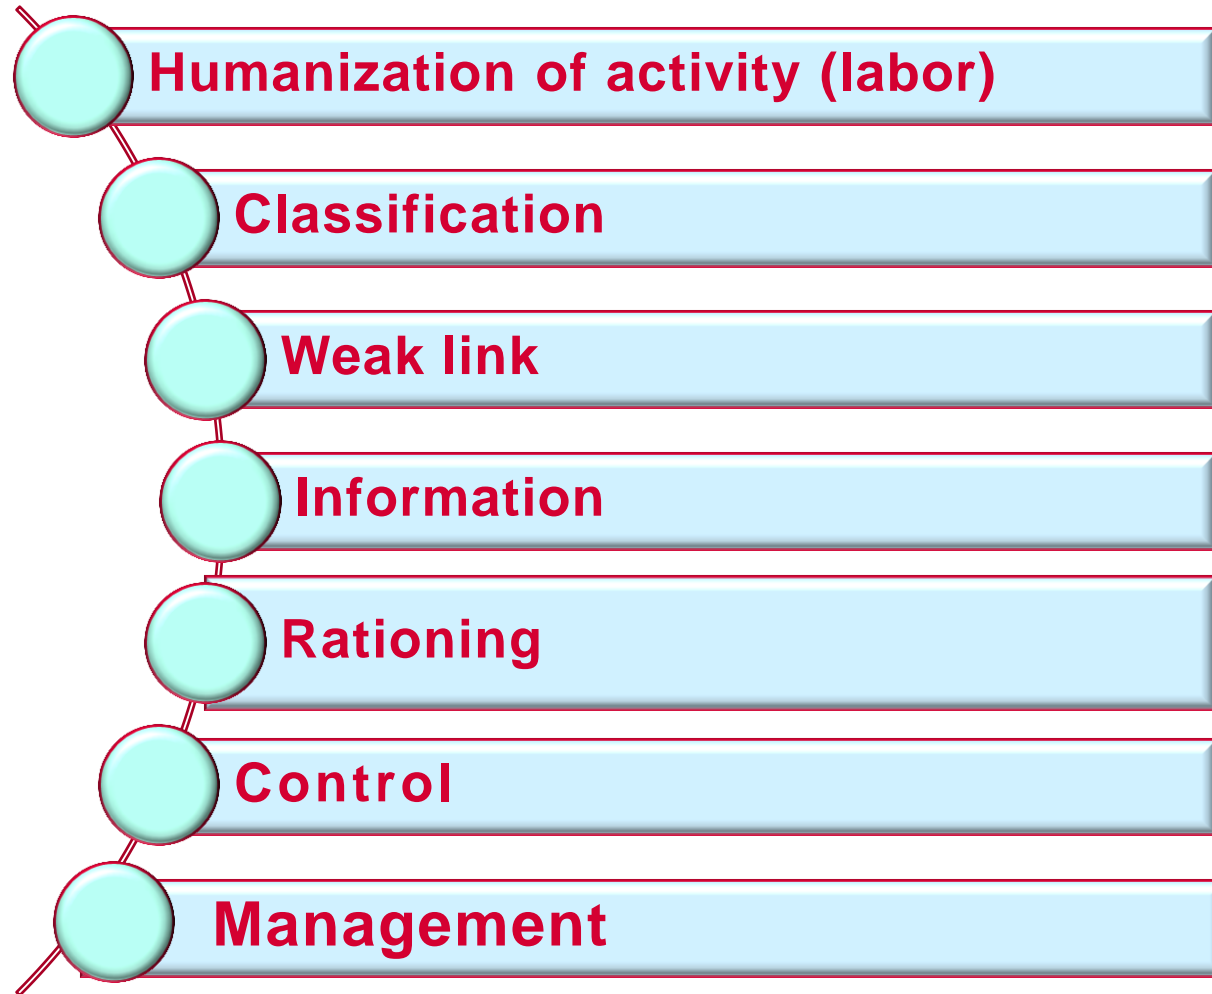 Humanization of activity (labor)
Classification
Weak link
Information
Rationing
Control
Management